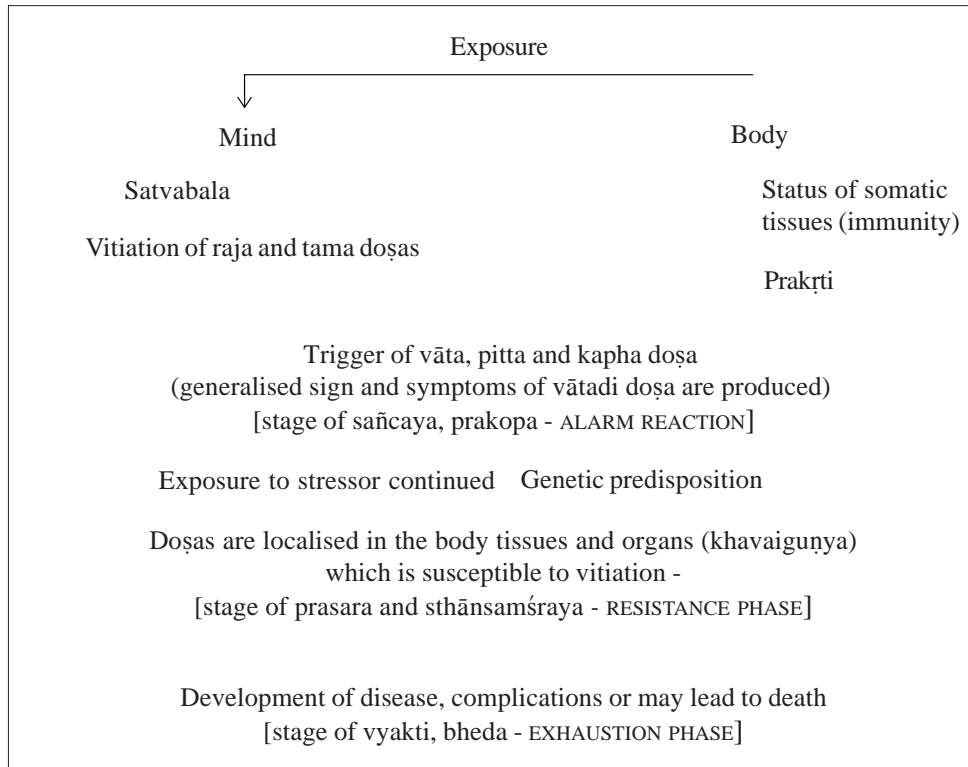 Exposure
Mind
Body
Satvabala
Status of somatic
tissues (immunity)
Vitiation of raja and tama doṣas
Prakṛti
Trigger of vāta, pitta and kapha doṣa
(generalised sign and symptoms of vātadi doṣa are produced)
[stage of sañcaya, prakopa - ALARM REACTION]
Exposure to stressor continued Genetic predisposition
Doṣas are localised in the body tissues and organs (khavaiguṇya)
which is susceptible to vitiation -
[stage of prasara and sthānsamśraya - RESISTANCE PHASE]
Development of disease, complications or may lead to death
[stage of vyakti, bheda - EXHAUSTION PHASE]